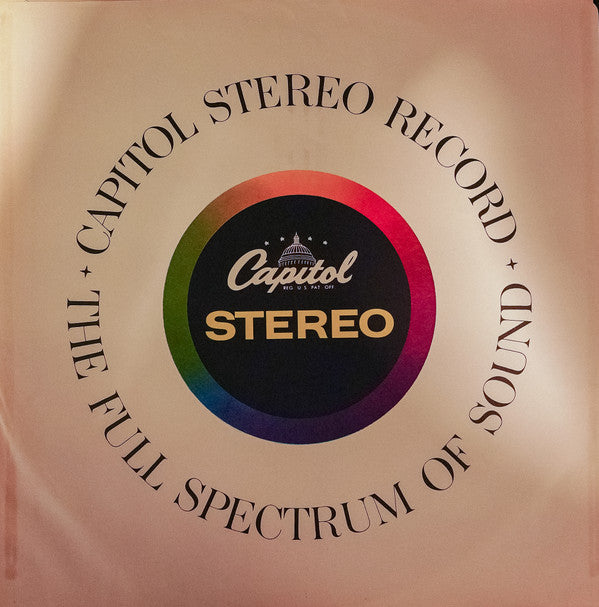 CAPITOL STEREO RECORD
Capitol
REG U S PAT OFF
STEREO
THE FULL SPECTRUM OF SOUND